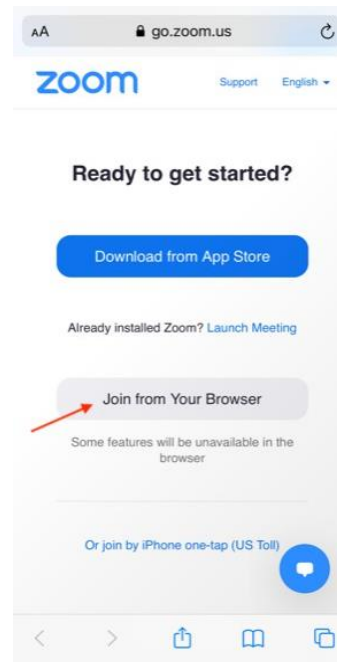 AA go.zoom.us
zoom Support English
Ready to get started?
Download from App Store
Already installed Zoom? Launch Meeting
Join from Your Browser
Some features will be unavailable in the
browser
Or join by iPhone one-tap (US Toll)